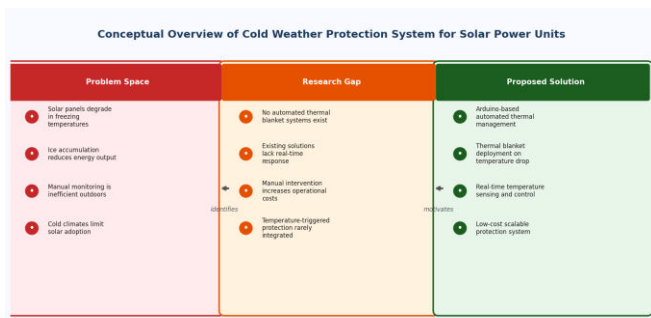 Conceptual Overview of Cold Weather Protection System for Solar Power Units
Problem Space
Solar panels degrade
in freezing
temperatures
Ice accumulation
reduces energy output
Manual monitoring is
inefficient outdoors
Cold climates limit
solar adoption
identifies
Research Gap
No automated thermal
blanket systems exist
Existing solutions
lack real-time
response
Manual intervention
increases operational
costs
Temperature-triggered
protection rarely
integrated
motivates
Proposed Solution
Arduino-based
automated thermal
management
Thermal blanket
deployment on
temperature drop
Real-time temperature
sensing and control
Low-cost scalable
protection system